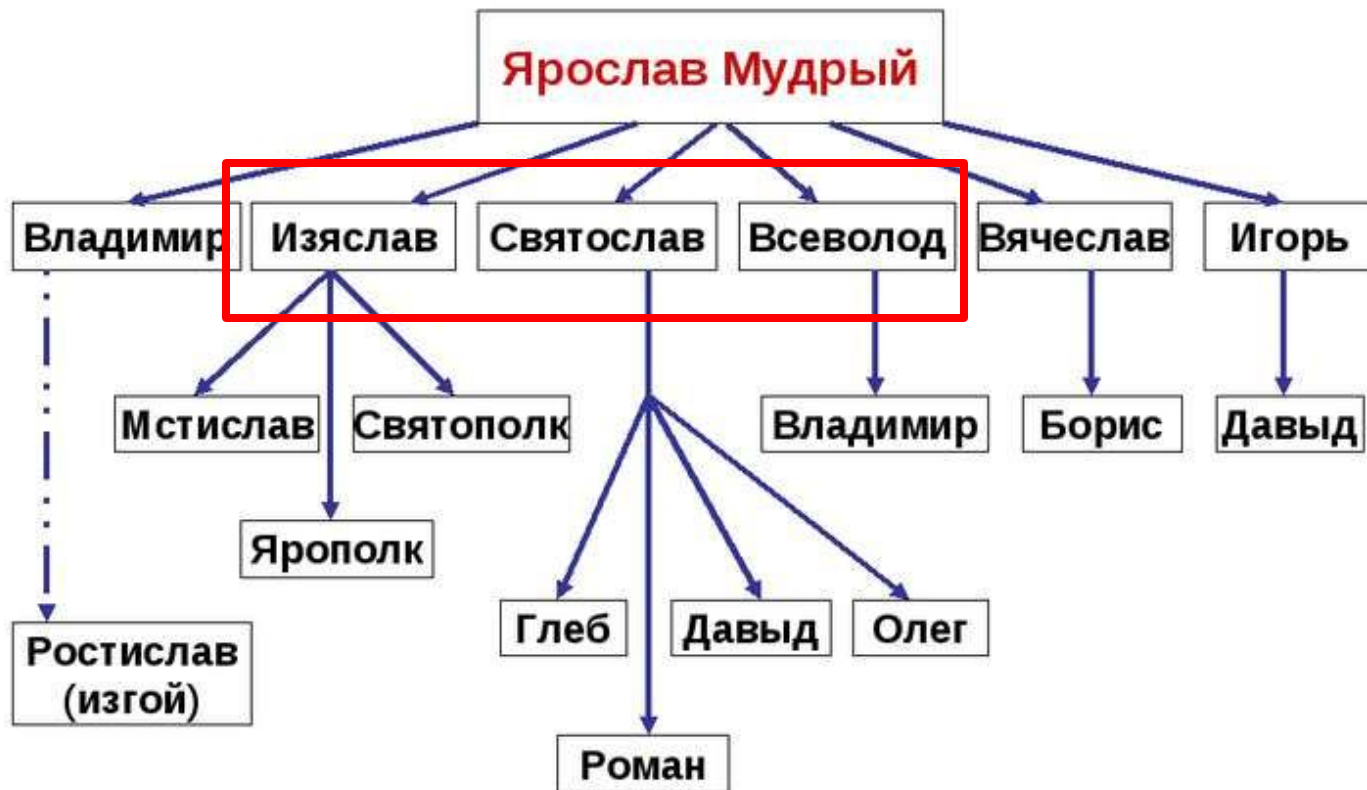 Ярослав Мудрый
Владимир
Изяслав
Святослав
Всеволод
Вячеслав
Игорь
Мстислав
Святополк
Владимир
Борис
Давыд
Ярополк
Глеб
Давыд
Олег
Ростислав
(изгой)
Роман